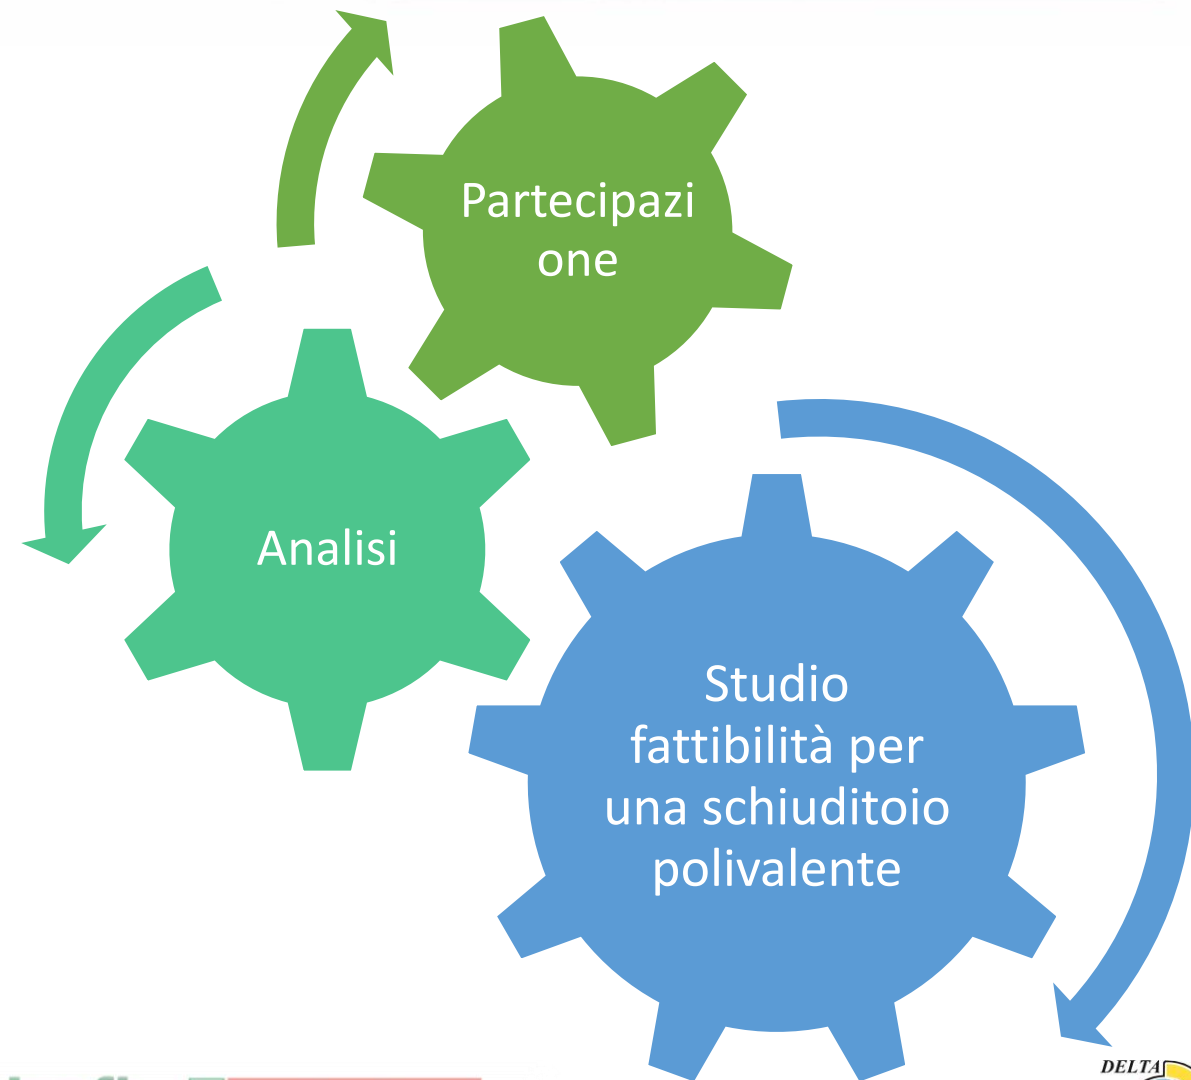 Partecipazi
one
Analisi
Studio
fattibilità per
una schiuditoio
polivalente
DELTA